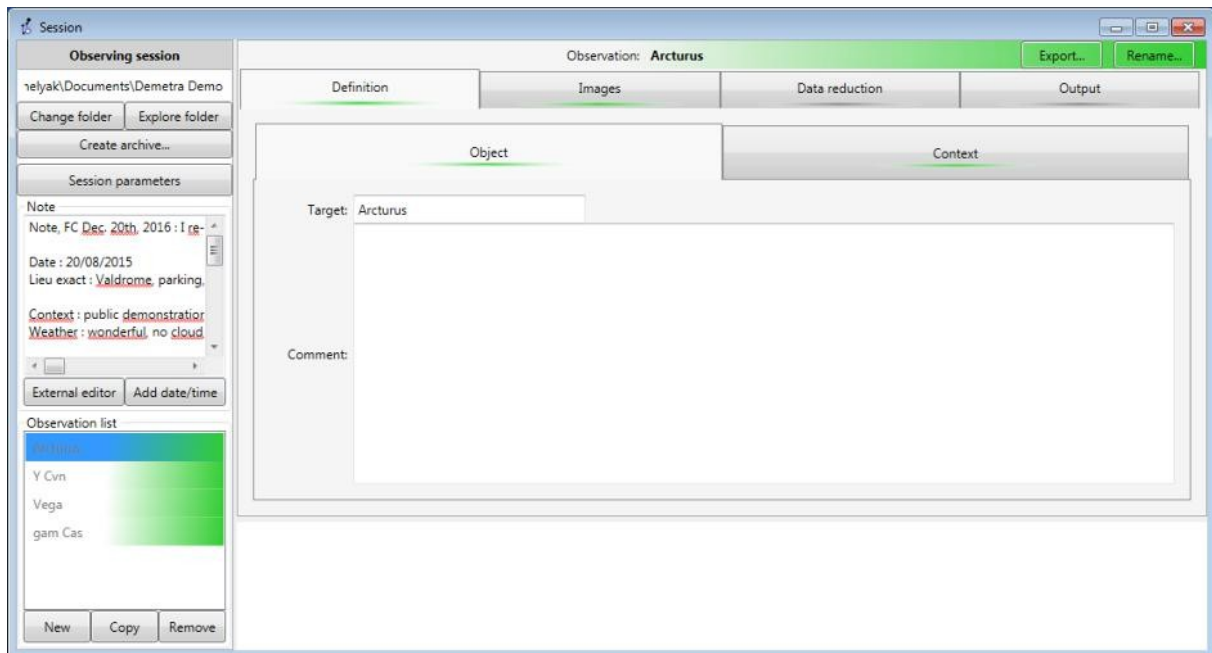 Session
Observing session
Observation: Arcturus
Export...
Rename...
elyak\Documents\Demetra Demo
Change folder
Explore folder
Create archive...
Session parameters
Note
Note, FC Dec. 20th, 2016 : I re-
Date : 20/08/2015
Lieu exact : Valdrome, parking,
Context : public demonstration
Weather : wonderful, no cloud
External editor
Add date/time
Observation list
Arcturus
Y Cvn
Vega
gam Cas
New
Copy
Remove
Definition
Images
Data reduction
Output
Object
Context
Target: Arcturus
Comment: